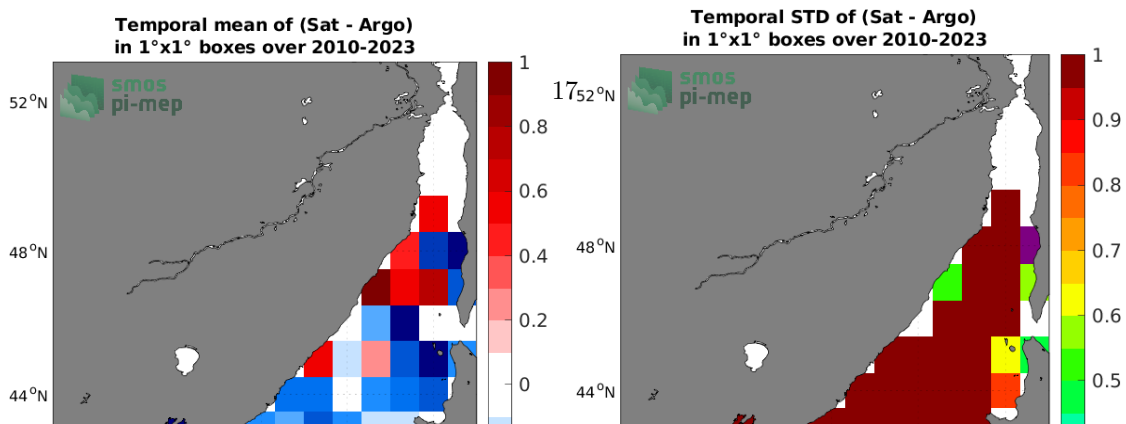 Temporal mean of (Sat - Argo)
in 1°x1° boxes over 2010-2023
smos
pi-mep
52°N
48°N
44°N
1
0.8
0.6
0.4
0.2
0
17
Temporal STD of (Sat - Argo)
in 1°x1° boxes over 2010-2023
smos
pi-mep
52°N
48°N
44°N
1
0.9
0.8
0.7
0.6
0.5